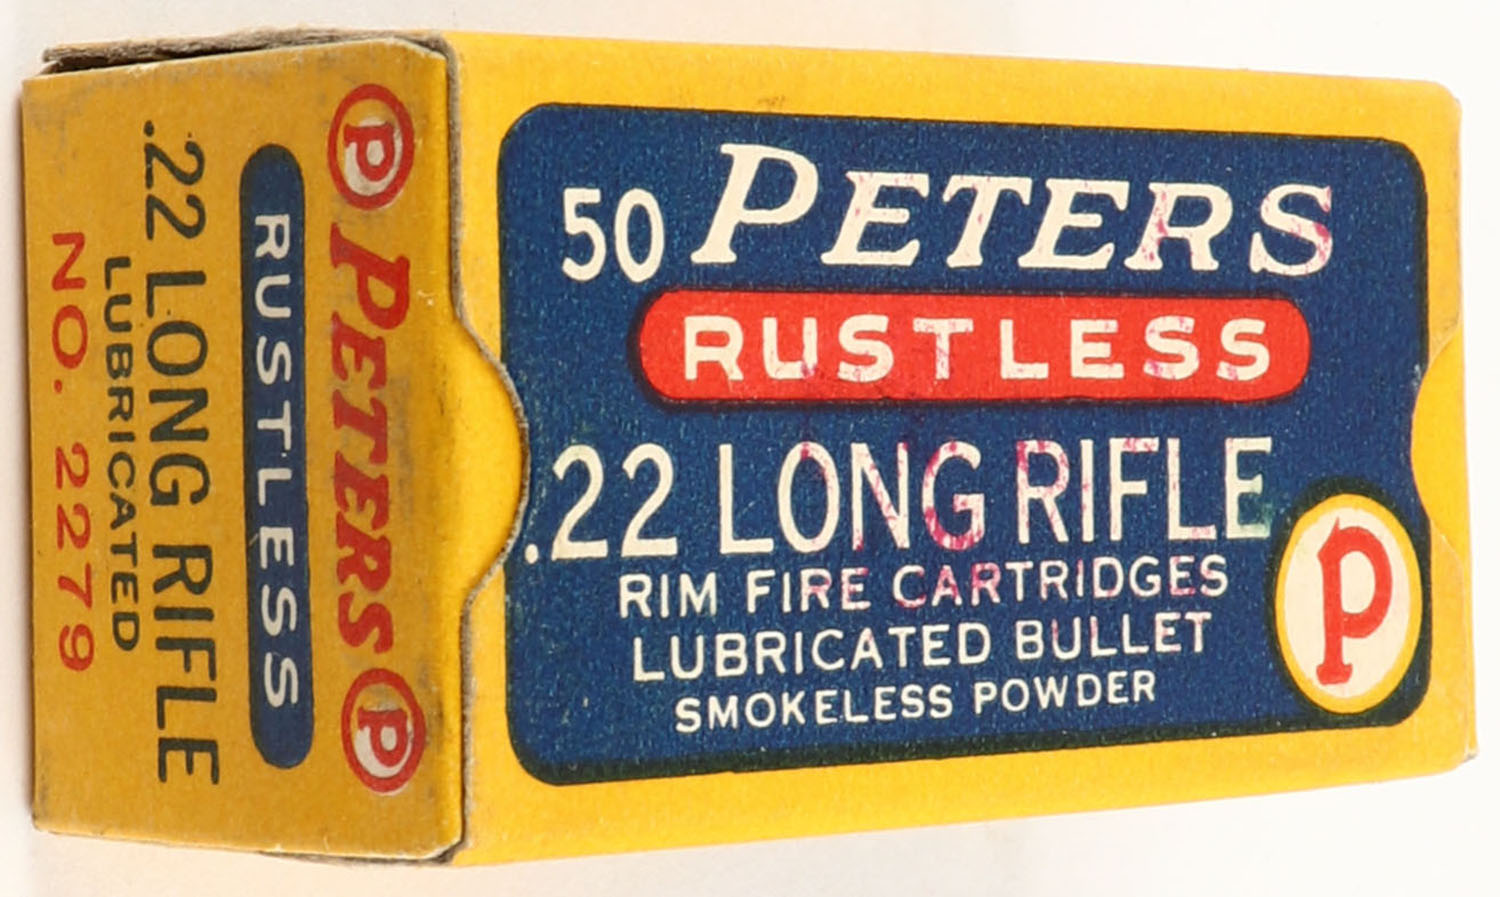 50 PETERS
RUSTLESS
.22 LONG RIFLE
RIM FIRE CARTRIDGES
LUBRICATED BULLET
SMOKELESS POWDER
P
P PETERS P
RUSTLESS
.22 LONG RIFLE
LUBRICATED
NO. 2279